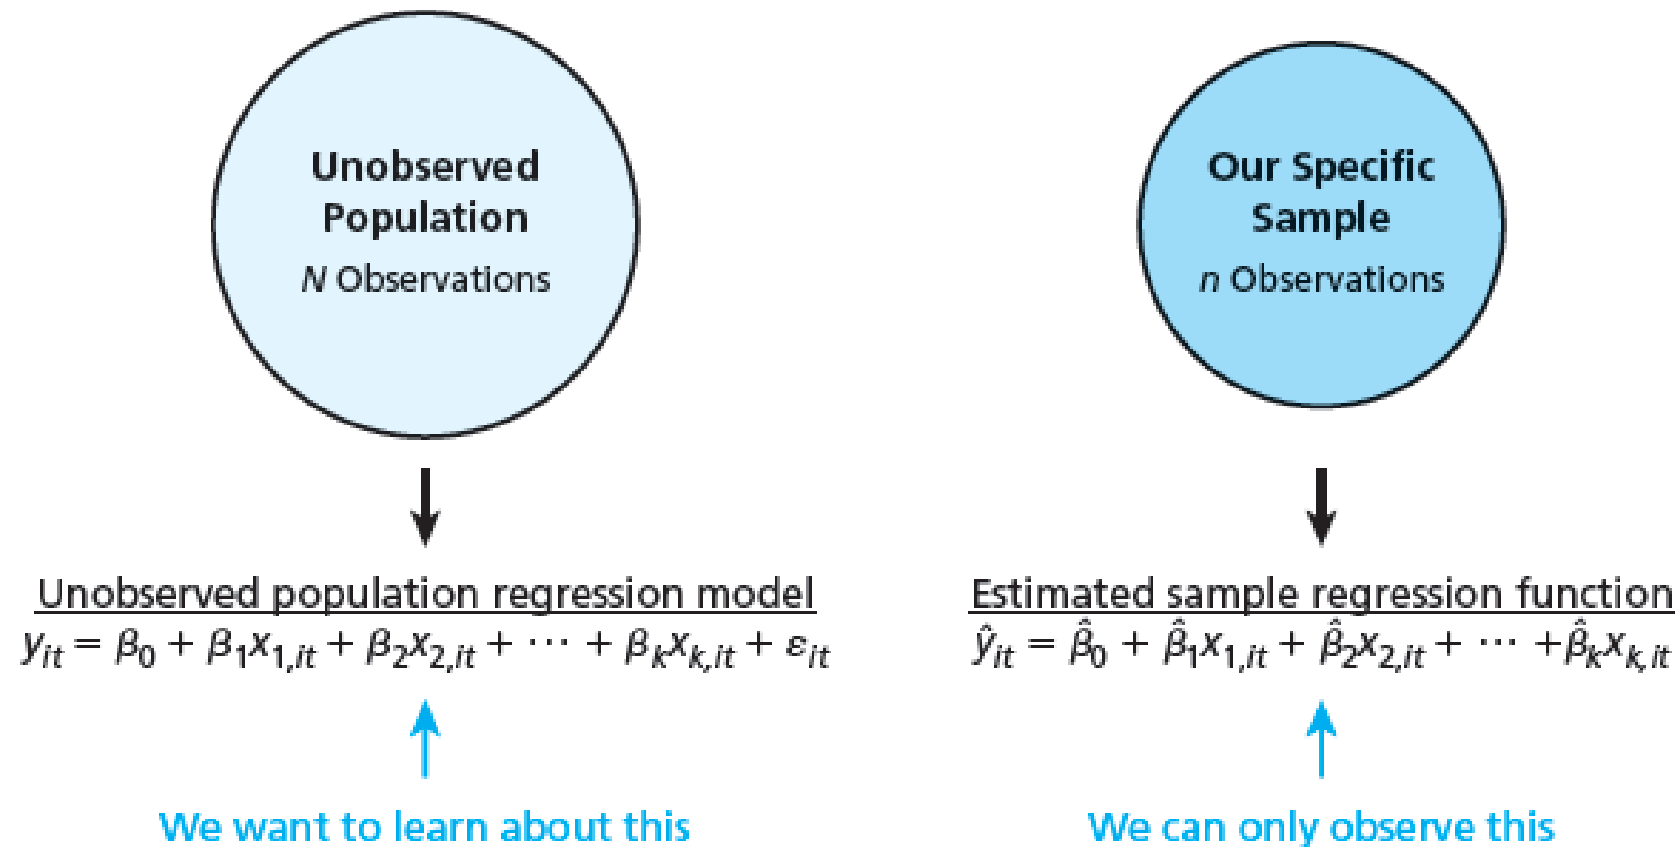 Unobserved
Population
N Observations
Unobserved population regression model
yᵢₜ = β₀ + β₁x₁,ᵢₜ + β₂x₂,ᵢₜ + ⋯ + βₖxₖ,ᵢₜ + εᵢₜ
We want to learn about this
Our Specific
Sample
n Observations
Estimated sample regression function
ŷᵢₜ = β̂₀ + β̂₁x₁,ᵢₜ + β̂₂x₂,ᵢₜ + ⋯ +β̂ₖxₖ,ᵢₜ
We can only observe this